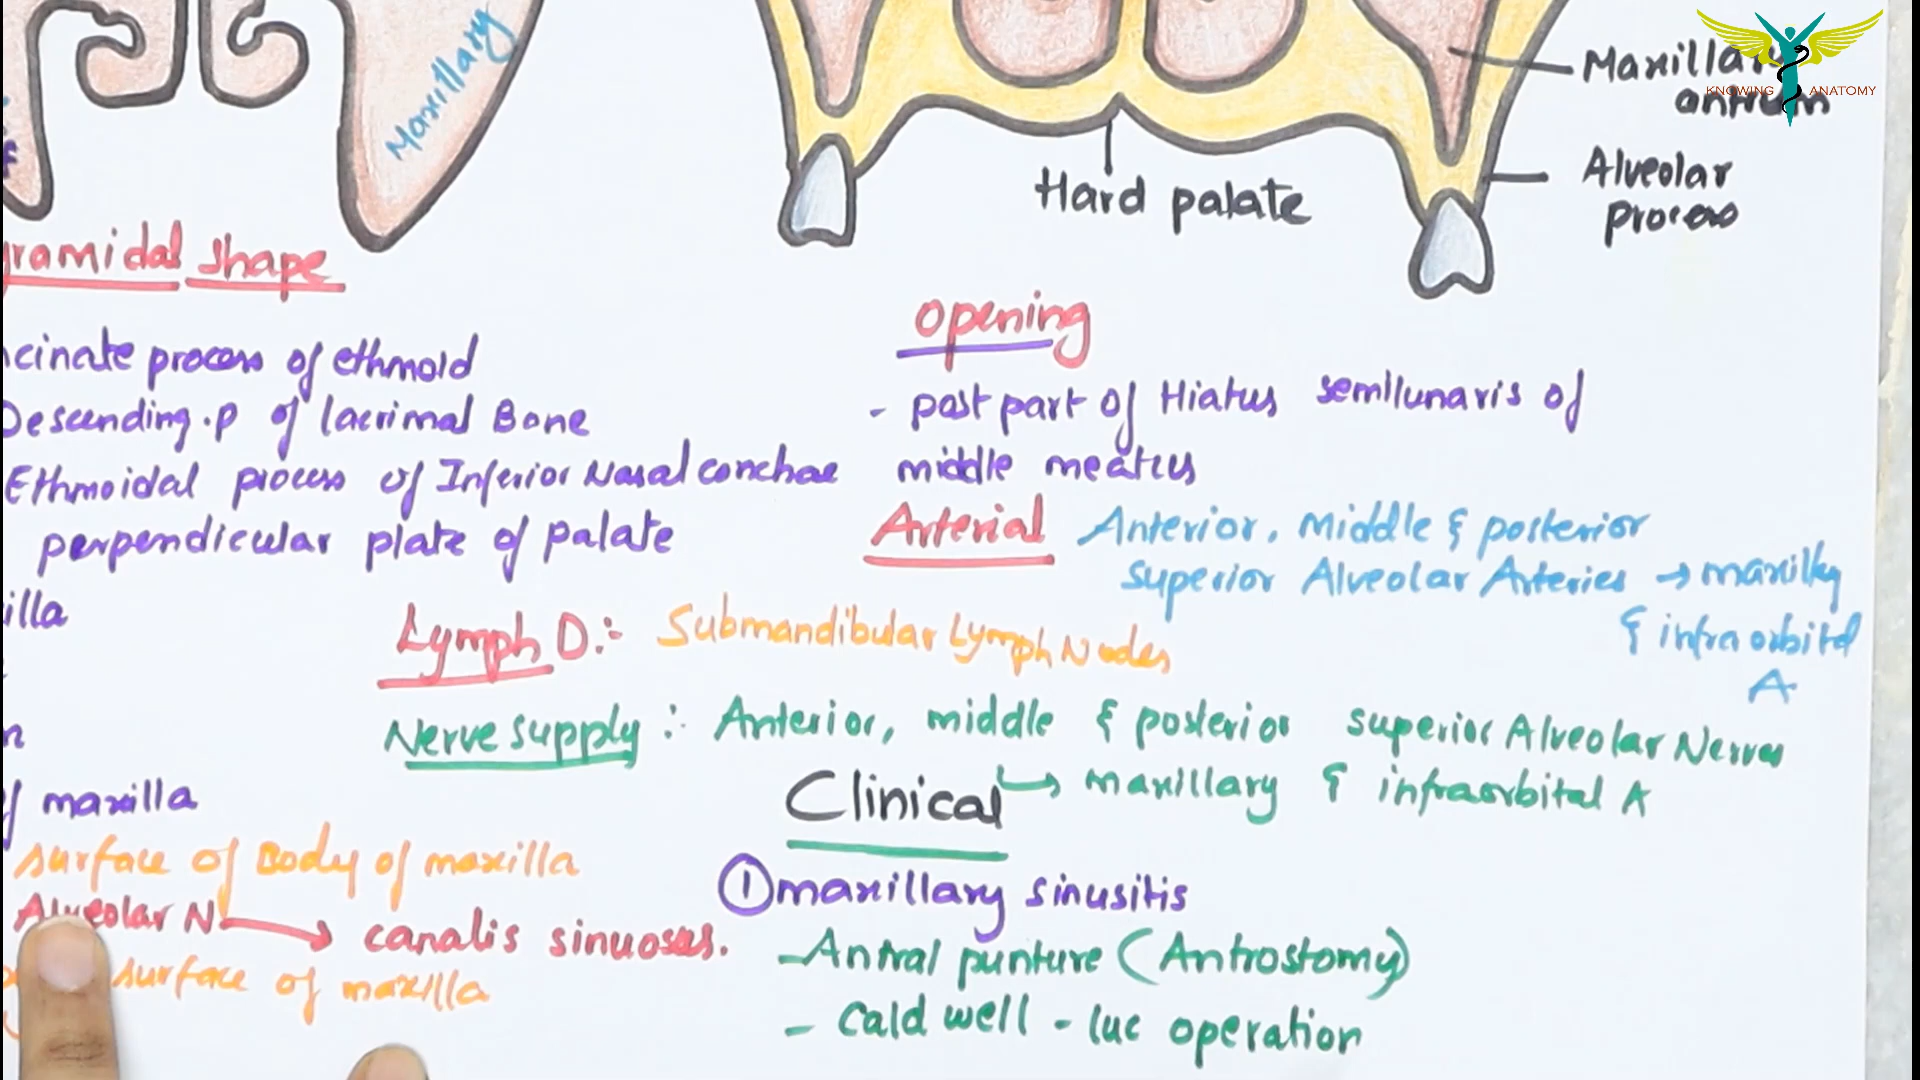 Maxillary
Maxillary
antrum
KNOWING ANATOMY
Alveolar
process
Hard palate
ramidal shape
cinate process of ethmoid
Descending.p of lacrimal Bone
Ethmoidal process of Inferior Nasal conchae
perpendicular plate of palate
illa
n
f maxilla
surface of Body of maxilla
Alveolar N → canalis sinuosus.
surface of maxilla
opening
- post part of Hiatus semilunaris of
middle meatus
Arterial Anterior, Middle & posterior
superior Alveolar Arteries → maxillary
& infraorbital
A
Lymph D.:- Submandibular Lymph Nodes
Nerve supply :- Anterior, middle & posterior superior Alveolar Nerves
↳ maxillary & infraorbital A
Clinical
① maxillary sinusitis
- Antral punture (Antrostomy)
- Cald well - luc operation